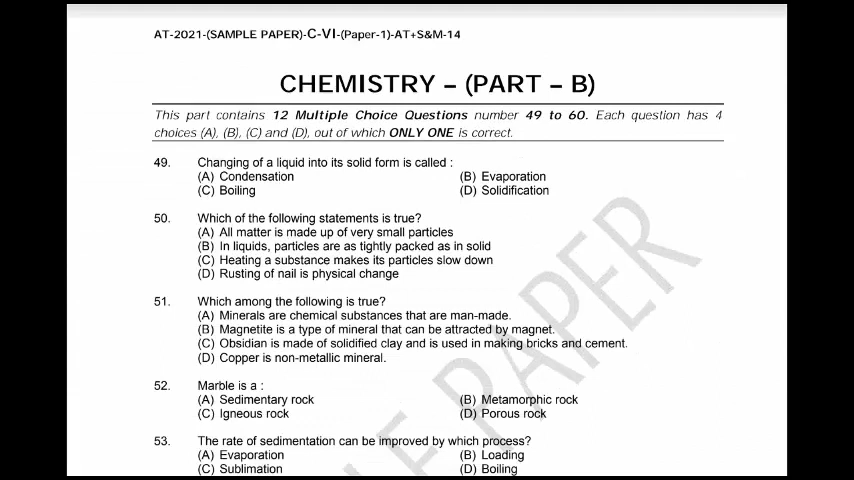 AT-2021-(SAMPLE PAPER)-C-VI-(Paper-1)-AT+S&M-14
CHEMISTRY – (PART – B)
This part contains 12 Multiple Choice Questions number 49 to 60. Each question has 4
choices (A), (B), (C) and (D), out of which ONLY ONE is correct.
49. Changing of a liquid into its solid form is called :
(A) Condensation (B) Evaporation
(C) Boiling (D) Solidification
50. Which of the following statements is true?
(A) All matter is made up of very small particles
(B) In liquids, particles are as tightly packed as in solid
(C) Heating a substance makes its particles slow down
(D) Rusting of nail is physical change
51. Which among the following is true?
(A) Minerals are chemical substances that are man-made.
(B) Magnetite is a type of mineral that can be attracted by magnet.
(C) Obsidian is made of solidified clay and is used in making bricks and cement.
(D) Copper is non-metallic mineral.
52. Marble is a :
(A) Sedimentary rock (B) Metamorphic rock
(C) Igneous rock (D) Porous rock
53. The rate of sedimentation can be improved by which process?
(A) Evaporation (B) Loading
(C) Sublimation (D) Boiling
PAPER